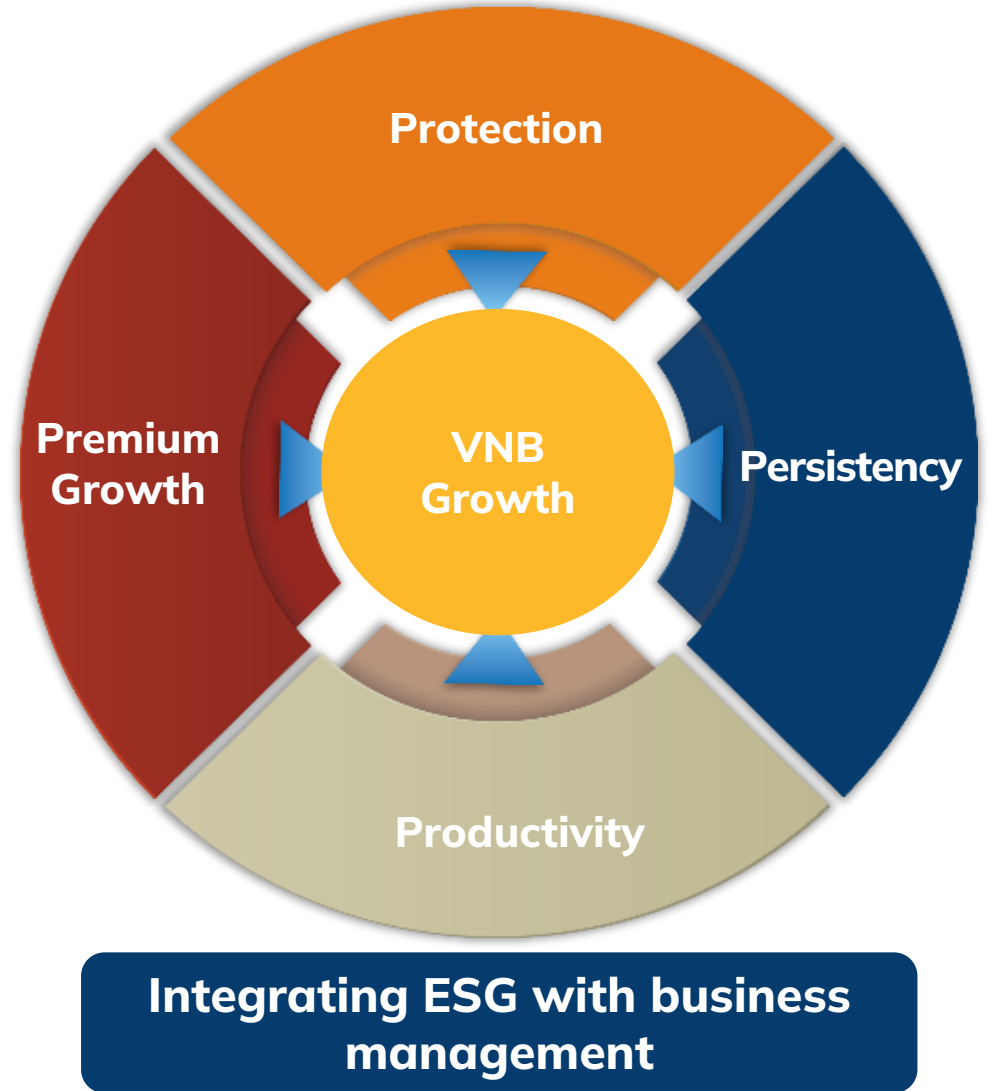 Protection
Premium
Growth
VNB
Growth
Persistency
Productivity
Integrating ESG with business
management